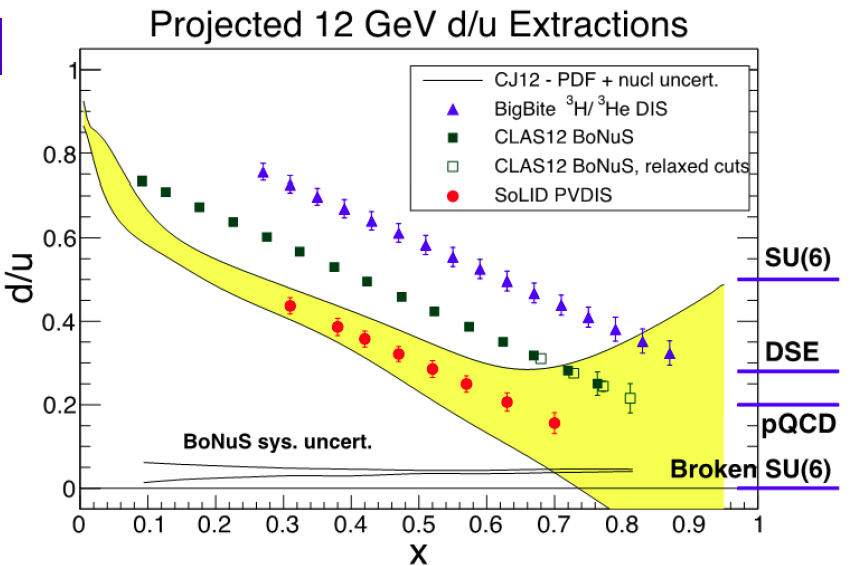 Projected 12 GeV d/u Extractions
CJ12 - PDF + nucl uncert.
BigBite ³H/ ³He DIS
CLAS12 BoNuS
CLAS12 BoNuS, relaxed cuts
SoLID PVDIS
1
0.8
0.6
0.4
0.2
0
d/u
BoNuS sys. uncert.
SU(6)
DSE
pQCD
Broken SU(6)
0 0.1 0.2 0.3 0.4 0.5 0.6 0.7 0.8 0.9 1
x